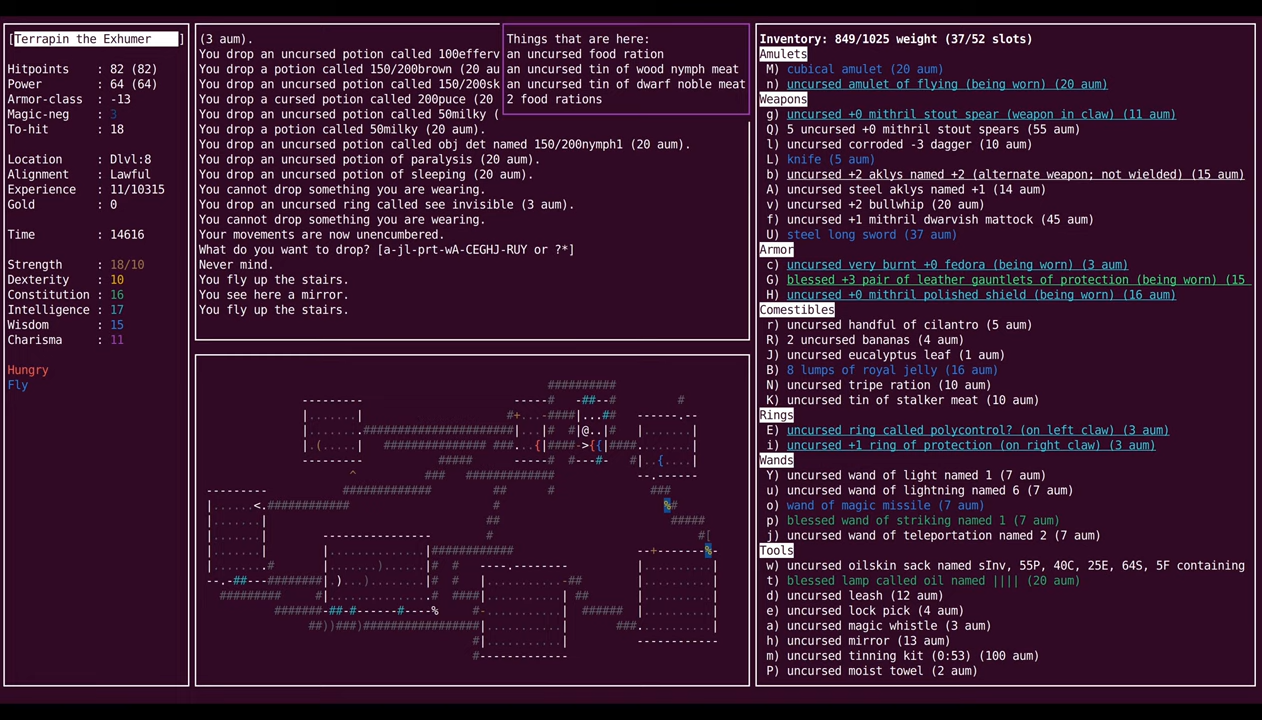 [Terrapin the Exhumer ]
Hitpoints : 82 (82)
Power : 64 (64)
Armor-class : -13
Magic-neg : 3
To-hit : 18
Location : Dlvl:8
Alignment : Lawful
Experience : 11/10315
Gold : 0
Time : 14616
Strength : 18/10
Dexterity : 10
Constitution : 16
Intelligence : 17
Wisdom : 15
Charisma : 11
Hungry
Fly
(3 aum).
You drop an uncursed potion called 100efferv
You drop a potion called 150/200brown (20 au
You drop an uncursed potion called 150/200sk
You drop a cursed potion called 200puce (20
You drop an uncursed potion called 50milky (
You drop a potion called 50milky (20 aum).
You drop an uncursed potion called obj det named 150/200nymph1 (20 aum).
You drop an uncursed potion of paralysis (20 aum).
You drop an uncursed potion of sleeping (20 aum).
You cannot drop something you are wearing.
You drop an uncursed ring called see invisible (3 aum).
You cannot drop something you are wearing.
Your movements are now unencumbered.
What do you want to drop? [a-jl-prt-wA-CEGHJ-RUY or ?*]
Never mind.
You fly up the stairs.
You see here a mirror.
You fly up the stairs.
Things that are here:
an uncursed food ration
an uncursed tin of wood nymph meat
an uncursed tin of dwarf noble meat
2 food rations
Inventory: 849/1025 weight (37/52 slots)
Amulets
M) cubical amulet (20 aum)
n) uncursed amulet of flying (being worn) (20 aum)
Weapons
g) uncursed +0 mithril stout spear (weapon in claw) (11 aum)
Q) 5 uncursed +0 mithril stout spears (55 aum)
l) uncursed corroded -3 dagger (10 aum)
L) knife (5 aum)
b) uncursed +2 aklys named +2 (alternate weapon; not wielded) (15 aum)
A) uncursed steel aklys named +1 (14 aum)
v) uncursed +2 bullwhip (20 aum)
f) uncursed +1 mithril dwarvish mattock (45 aum)
U) steel long sword (37 aum)
Armor
c) uncursed very burnt +0 fedora (being worn) (3 aum)
G) blessed +3 pair of leather gauntlets of protection (being worn) (15
H) uncursed +0 mithril polished shield (being worn) (16 aum)
Comestibles
r) uncursed handful of cilantro (5 aum)
R) 2 uncursed bananas (4 aum)
J) uncursed eucalyptus leaf (1 aum)
B) 8 lumps of royal jelly (16 aum)
N) uncursed tripe ration (10 aum)
K) uncursed tin of stalker meat (10 aum)
Rings
E) uncursed ring called polycontrol? (on left claw) (3 aum)
i) uncursed +1 ring of protection (on right claw) (3 aum)
Wands
Y) uncursed wand of light named 1 (7 aum)
u) uncursed wand of lightning named 6 (7 aum)
o) wand of magic missile (7 aum)
p) blessed wand of striking named 1 (7 aum)
j) uncursed wand of teleportation named 2 (7 aum)
Tools
w) uncursed oilskin sack named sInv, 55P, 40C, 25E, 64S, 5F containing
t) blessed lamp called oil named |||| (20 aum)
d) uncursed leash (12 aum)
e) uncursed lock pick (4 aum)
a) uncursed magic whistle (3 aum)
h) uncursed mirror (13 aum)
m) uncursed tinning kit (0:53) (100 aum)
P) uncursed moist towel (2 aum)